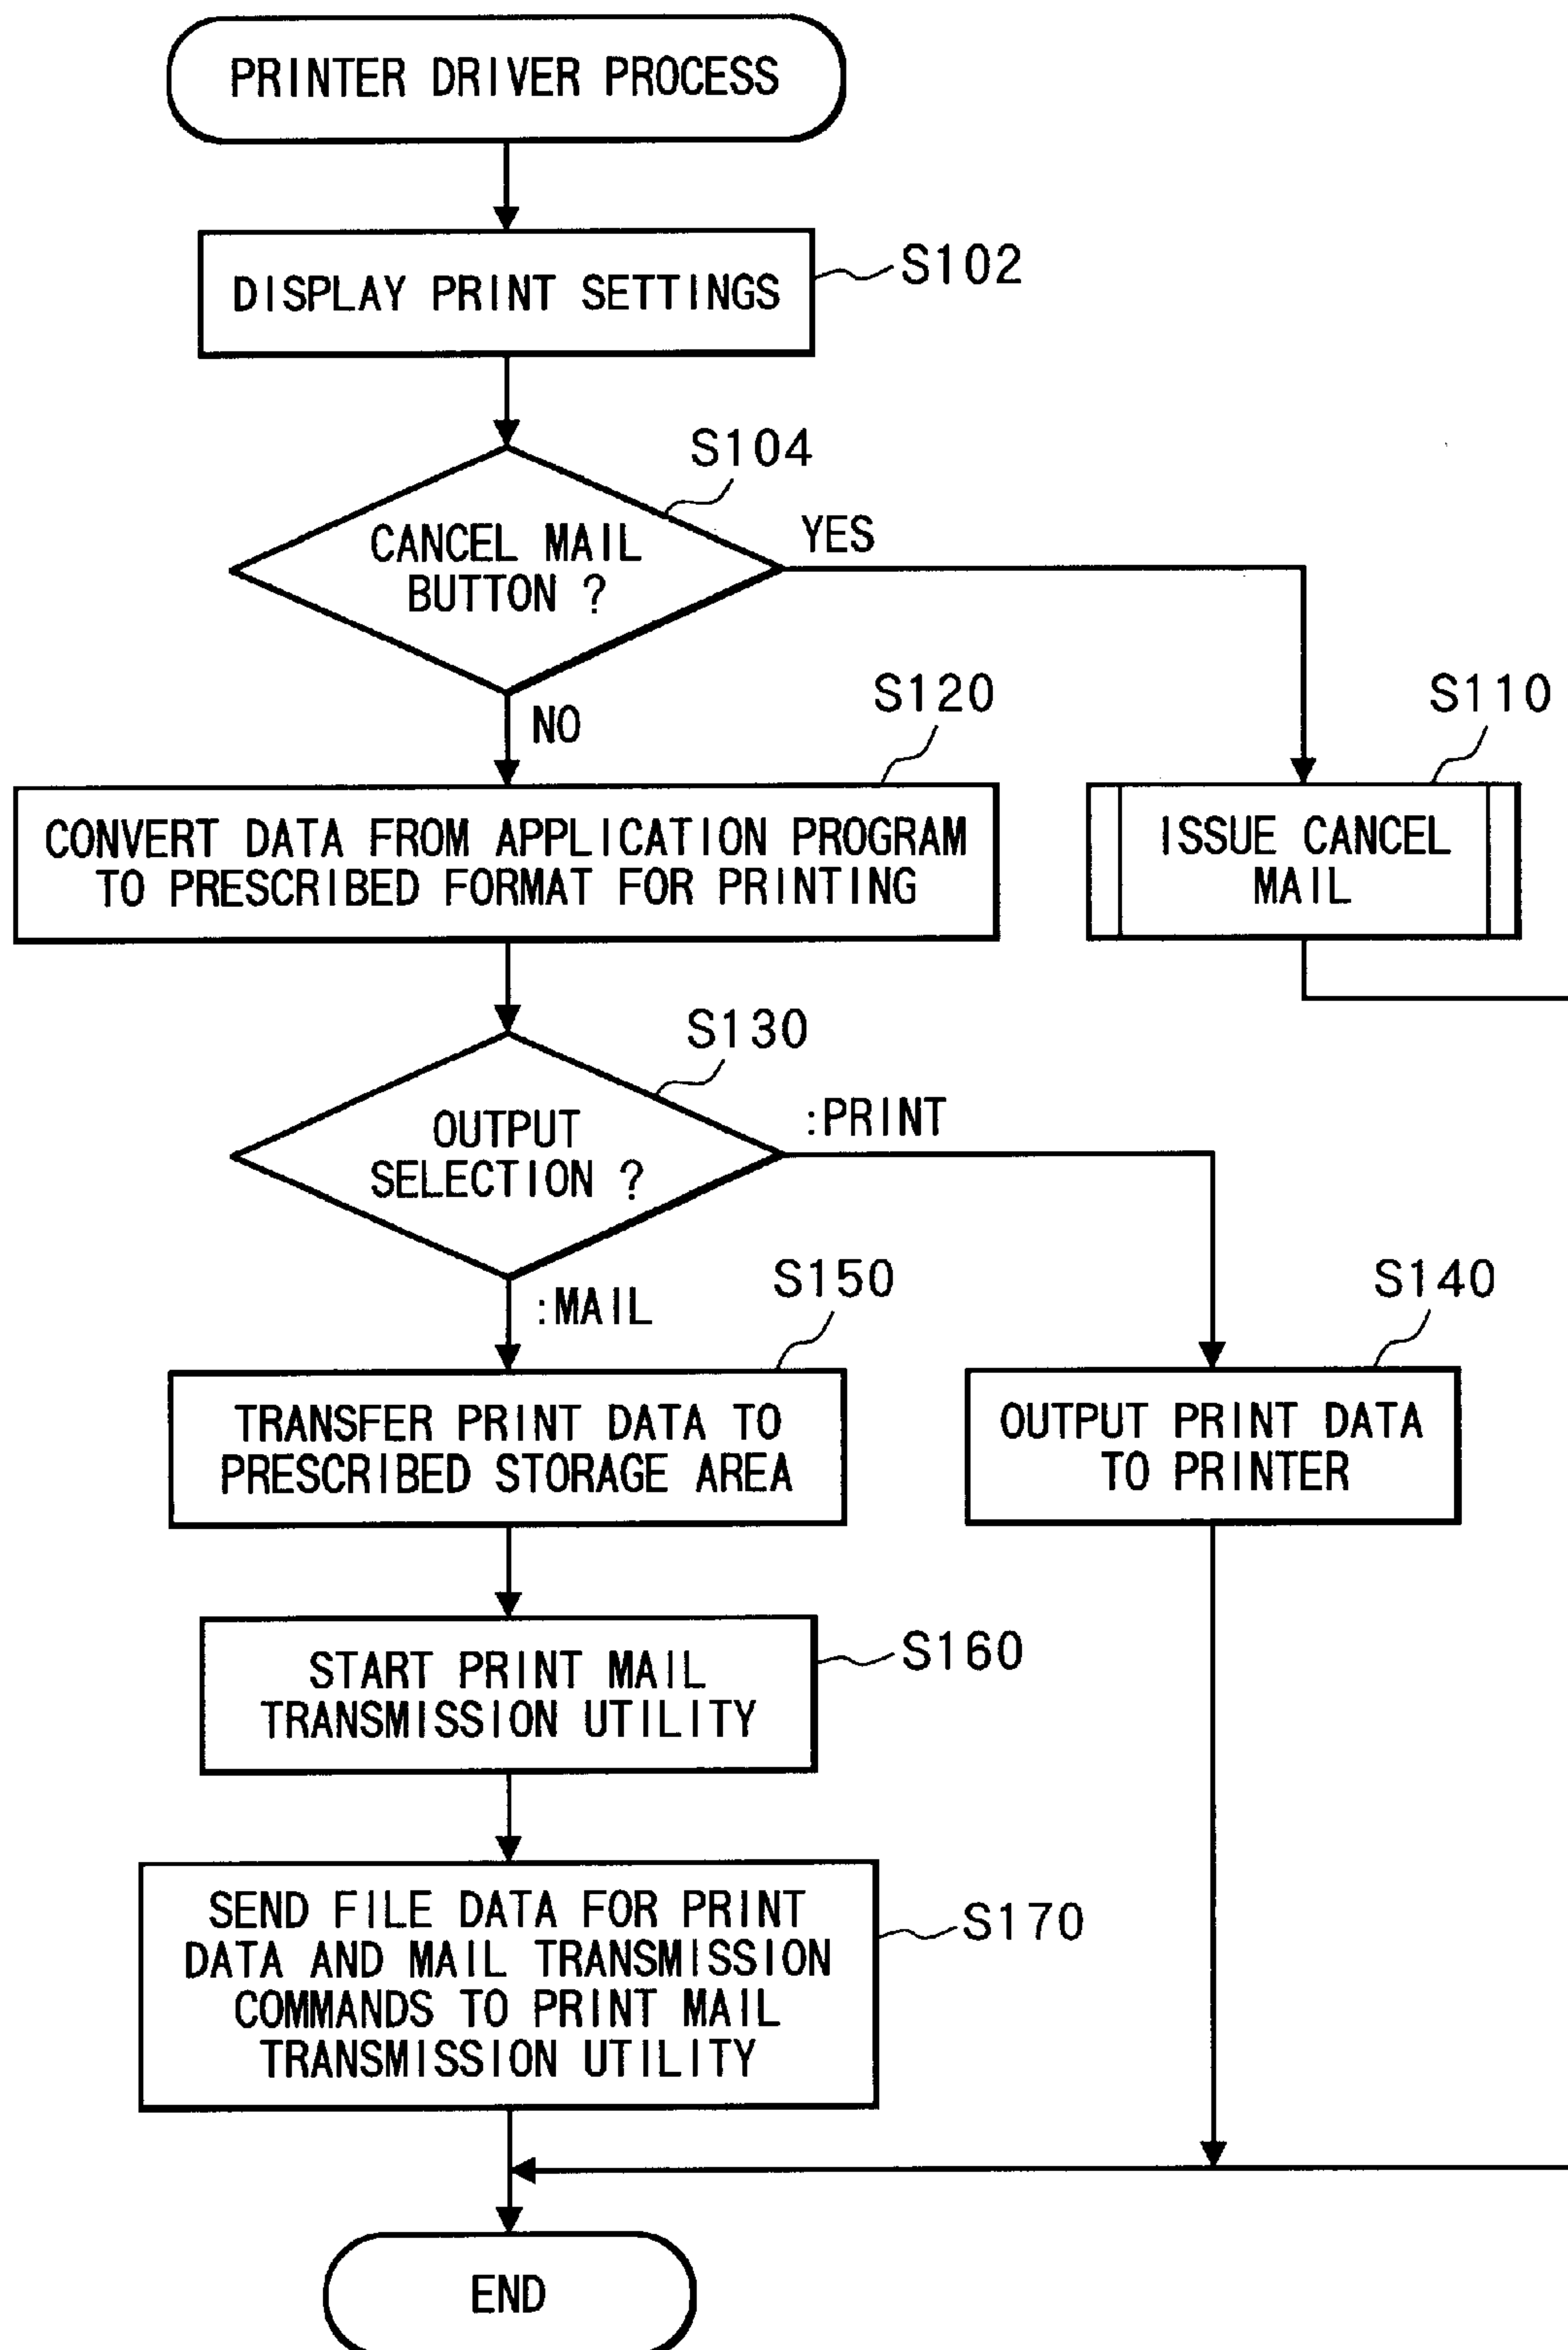 PRINTER DRIVER PROCESS
DISPLAY PRINT SETTINGS
S102
S104
CANCEL MAIL
BUTTON ?
YES
NO
S120
S110
CONVERT DATA FROM APPLICATION PROGRAM
TO PRESCRIBED FORMAT FOR PRINTING
ISSUE CANCEL
MAIL
S130
OUTPUT
SELECTION ?
:PRINT
:MAIL
S150
S140
TRANSFER PRINT DATA TO
PRESCRIBED STORAGE AREA
OUTPUT PRINT DATA
TO PRINTER
START PRINT MAIL
TRANSMISSION UTILITY
S160
SEND FILE DATA FOR PRINT
DATA AND MAIL TRANSMISSION
COMMANDS TO PRINT MAIL
TRANSMISSION UTILITY
S170
END